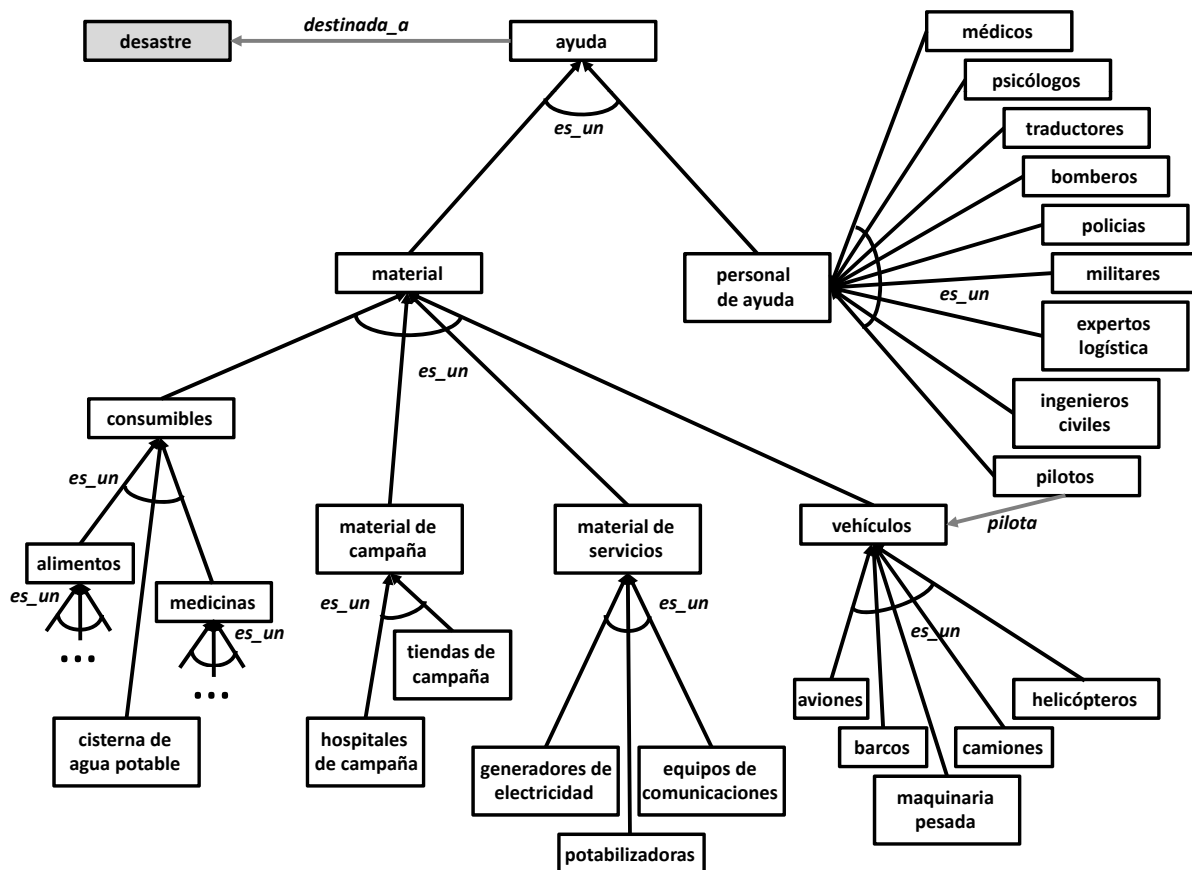 desastre
destinada_a
ayuda
médicos
psicólogos
traductores
bomberos
policias
militares
expertos
logística
ingenieros
civiles
pilotos
es_un
es_un
material
personal
de ayuda
es_un
pilota
consumibles
es_un
material de
campaña
material de
servicios
vehículos
alimentos
es_un
medicinas
es_un
...
...
es_un
es_un
es_un
tiendas de
campaña
cisterna de
agua potable
hospitales
de campaña
generadores de
electricidad
equipos de
comunicaciones
potabilizadoras
aviones
barcos
maquinaria
pesada
camiones
helicópteros